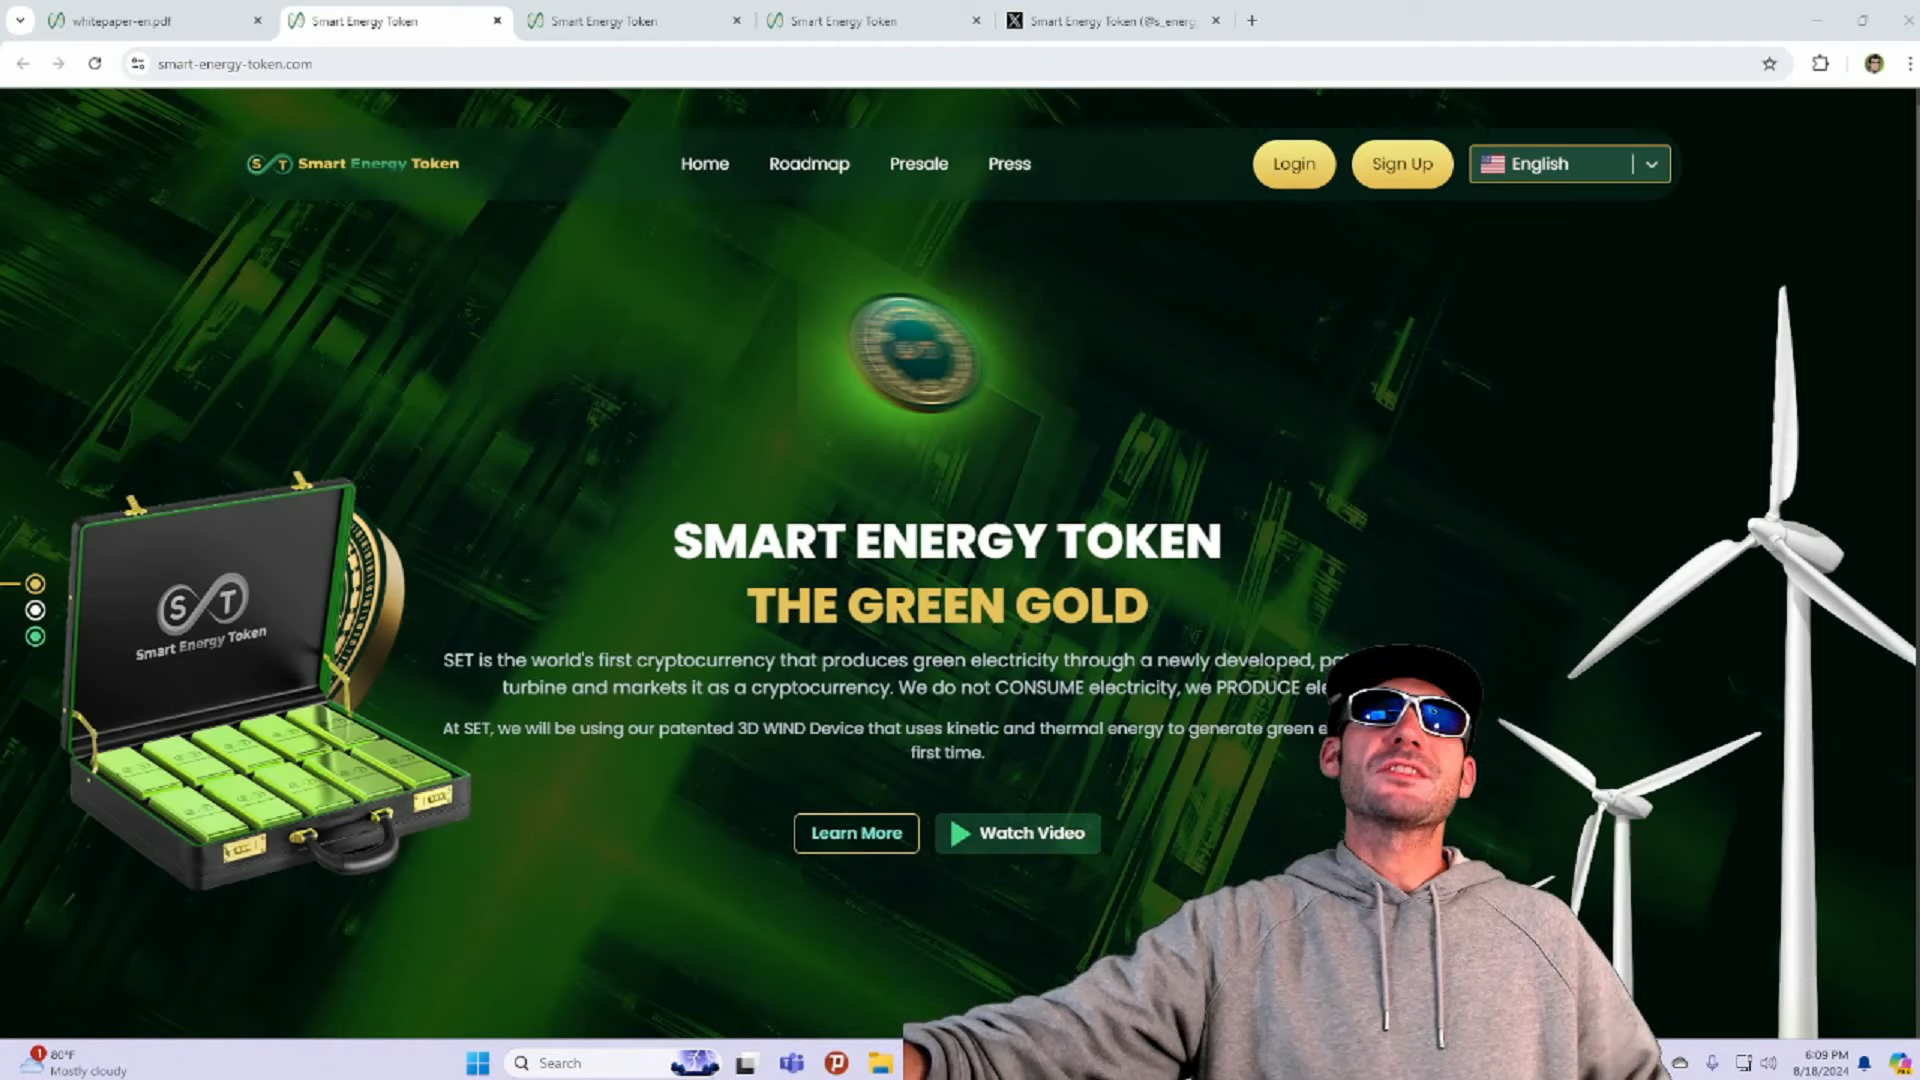 whitepaper-en.pdf
Smart Energy Token
Smart Energy Token
Smart Energy Token
Smart Energy Token (@s_energ
smart-energy-token.com
S T Smart Energy Token
Home
Roadmap
Presale
Press
Login
Sign Up
English
SMART ENERGY TOKEN
THE GREEN GOLD
SET is the world's first cryptocurrency that produces green electricity through a newly developed,
turbine and markets it as a cryptocurrency. We do not CONSUME electricity, we PRODUCE
At SET, we will be using our patented 3D WIND Device that uses kinetic and thermal energy to generate green
first time.
Learn More
Watch Video
S T
Smart Energy Token
1
80°F
Mostly cloudy
Search
6:09 PM
8/18/2024